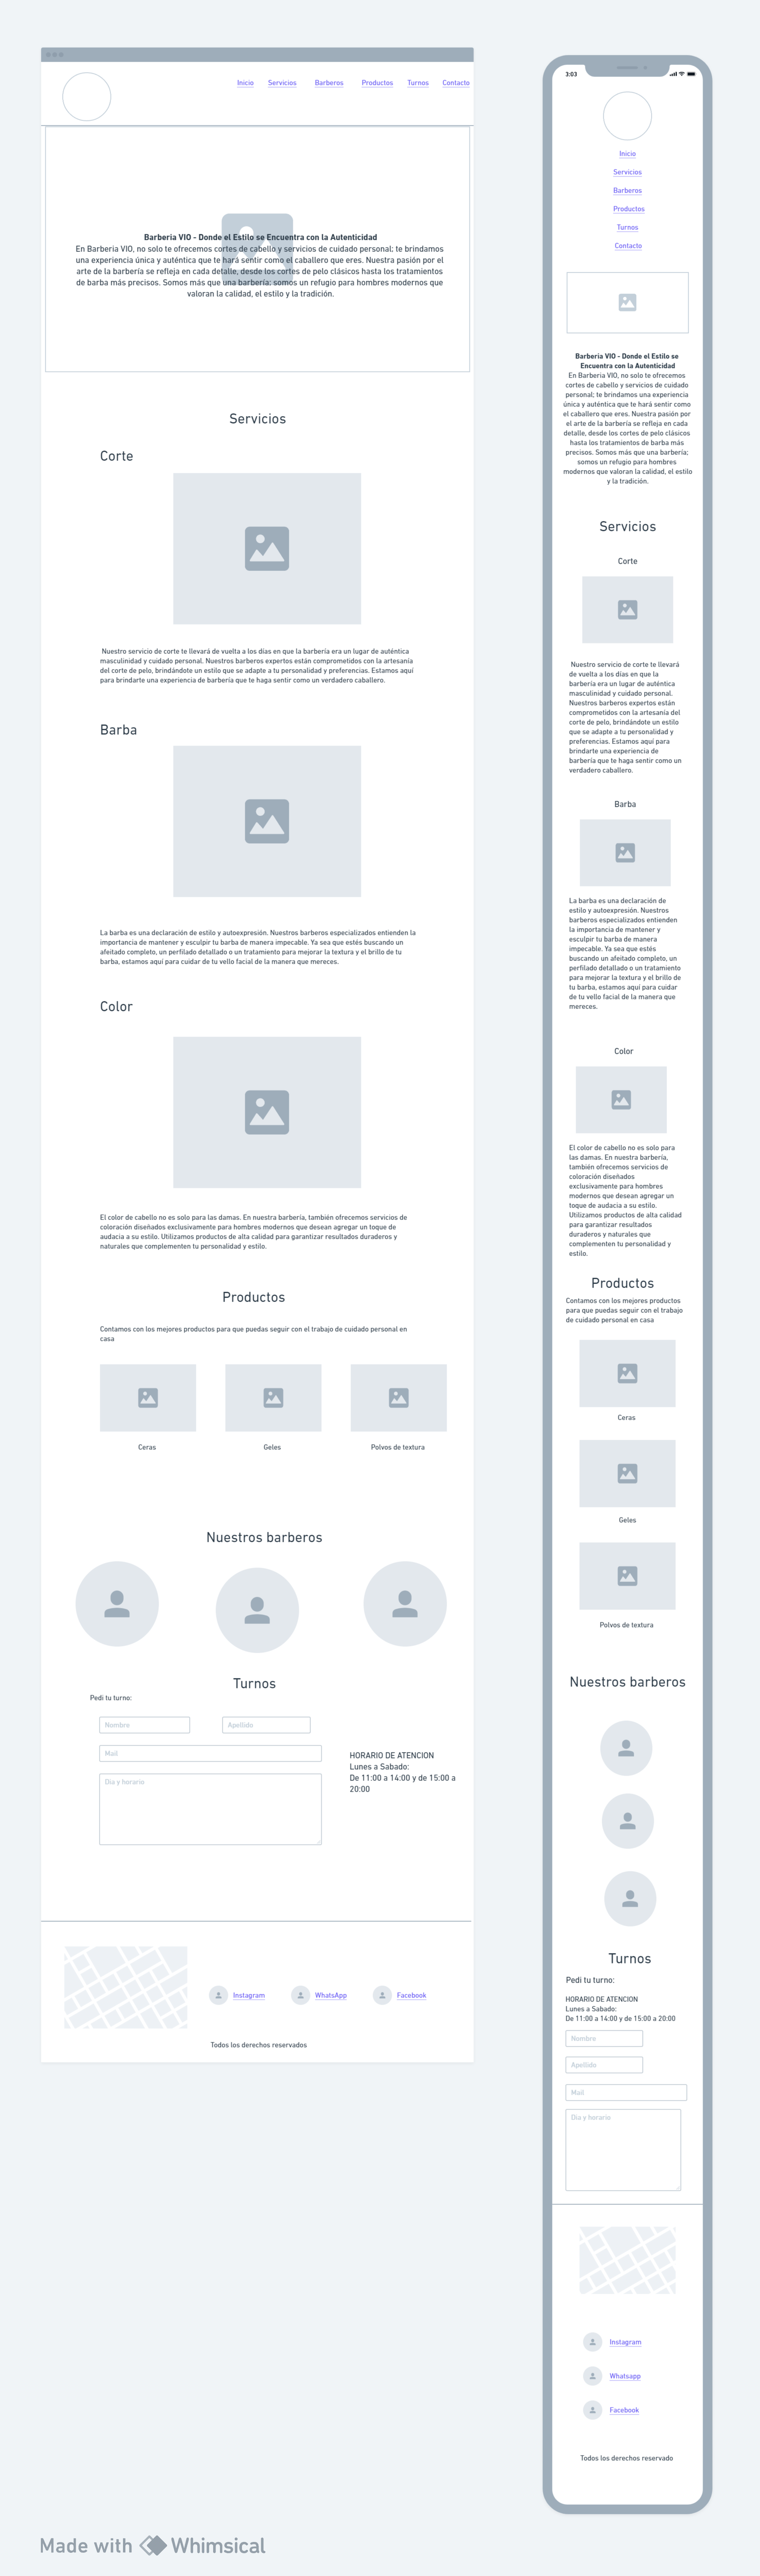 Inicio Servicios Barberos Productos Turnos Contacto
Barberia VIO - Donde el Estilo se Encuentra con la Autenticidad
En Barberia VIO, no solo te ofrecemos cortes de cabello y servicios de cuidado personal; te brindamos
una experiencia única y auténtica que te hará sentir como el caballero que eres. Nuestra pasión por el
arte de la barbería se refleja en cada detalle, desde los cortes de pelo clásicos hasta los tratamientos
de barba más precisos. Somos más que una barbería; somos un refugio para hombres modernos que
valoran la calidad, el estilo y la tradición.
Servicios
Corte
Nuestro servicio de corte te llevará de vuelta a los días en que la barbería era un lugar de auténtica
masculinidad y cuidado personal. Nuestros barberos expertos están comprometidos con la artesanía
del corte de pelo, brindándote un estilo que se adapte a tu personalidad y preferencias. Estamos aquí
para brindarte una experiencia de barbería que te haga sentir como un verdadero caballero.
Barba
La barba es una declaración de estilo y autoexpresión. Nuestros barberos especializados entienden la
importancia de mantener y esculpir tu barba de manera impecable. Ya sea que estés buscando un
afeitado completo, un perfilado detallado o un tratamiento para mejorar la textura y el brillo de tu
barba, estamos aquí para cuidar de tu vello facial de la manera que mereces.
Color
El color de cabello no es solo para las damas. En nuestra barbería, también ofrecemos servicios de
coloración diseñados exclusivamente para hombres modernos que desean agregar un toque de
audacia a su estilo. Utilizamos productos de alta calidad para garantizar resultados duraderos y
naturales que complementen tu personalidad y estilo.
Productos
Contamos con los mejores productos para que puedas seguir con el trabajo de cuidado personal en
casa
Ceras Geles Polvos de textura
Nuestros barberos
Turnos
Pedi tu turno:
Nombre Apellido
Mail
Dia y horario
HORARIO DE ATENCION
Lunes a Sabado:
De 11:00 a 14:00 y de 15:00 a
20:00
Instagram WhatsApp Facebook
Todos los derechos reservados
3:03
Inicio
Servicios
Barberos
Productos
Turnos
Contacto
Barberia VIO - Donde el Estilo se
Encuentra con la Autenticidad
En Barberia VIO, no solo te ofrecemos
cortes de cabello y servicios de cuidado
personal; te brindamos una experiencia
única y auténtica que te hará sentir como
el caballero que eres. Nuestra pasión por
el arte de la barbería se refleja en cada
detalle, desde los cortes de pelo clásicos
hasta los tratamientos de barba más
precisos. Somos más que una barbería;
somos un refugio para hombres
modernos que valoran la calidad, el estilo
y la tradición.
Servicios
Corte
Nuestro servicio de corte te llevará
de vuelta a los días en que la
barbería era un lugar de auténtica
masculinidad y cuidado personal.
Nuestros barberos expertos están
comprometidos con la artesanía del
corte de pelo, brindándote un estilo
que se adapte a tu personalidad y
preferencias. Estamos aquí para
brindarte una experiencia de
barbería que te haga sentir como un
verdadero caballero.
Barba
La barba es una declaración de
estilo y autoexpresión. Nuestros
barberos especializados entienden
la importancia de mantener y
esculpir tu barba de manera
impecable. Ya sea que estés
buscando un afeitado completo, un
perfilado detallado o un tratamiento
para mejorar la textura y el brillo de
tu barba, estamos aquí para cuidar
de tu vello facial de la manera que
mereces.
Color
El color de cabello no es solo para
las damas. En nuestra barbería,
también ofrecemos servicios de
coloración diseñados
exclusivamente para hombres
modernos que desean agregar un
toque de audacia a su estilo.
Utilizamos productos de alta calidad
para garantizar resultados
duraderos y naturales que
complementen tu personalidad y
estilo.
Productos
Contamos con los mejores productos
para que puedas seguir con el trabajo
de cuidado personal en casa
Ceras
Geles
Polvos de textura
Nuestros barberos
Turnos
Pedi tu turno:
HORARIO DE ATENCION
Lunes a Sabado:
De 11:00 a 14:00 y de 15:00 a 20:00
Nombre
Apellido
Mail
Dia y horario
Instagram
Whatsapp
Facebook
Todos los derechos reservado
Made with Whimsical